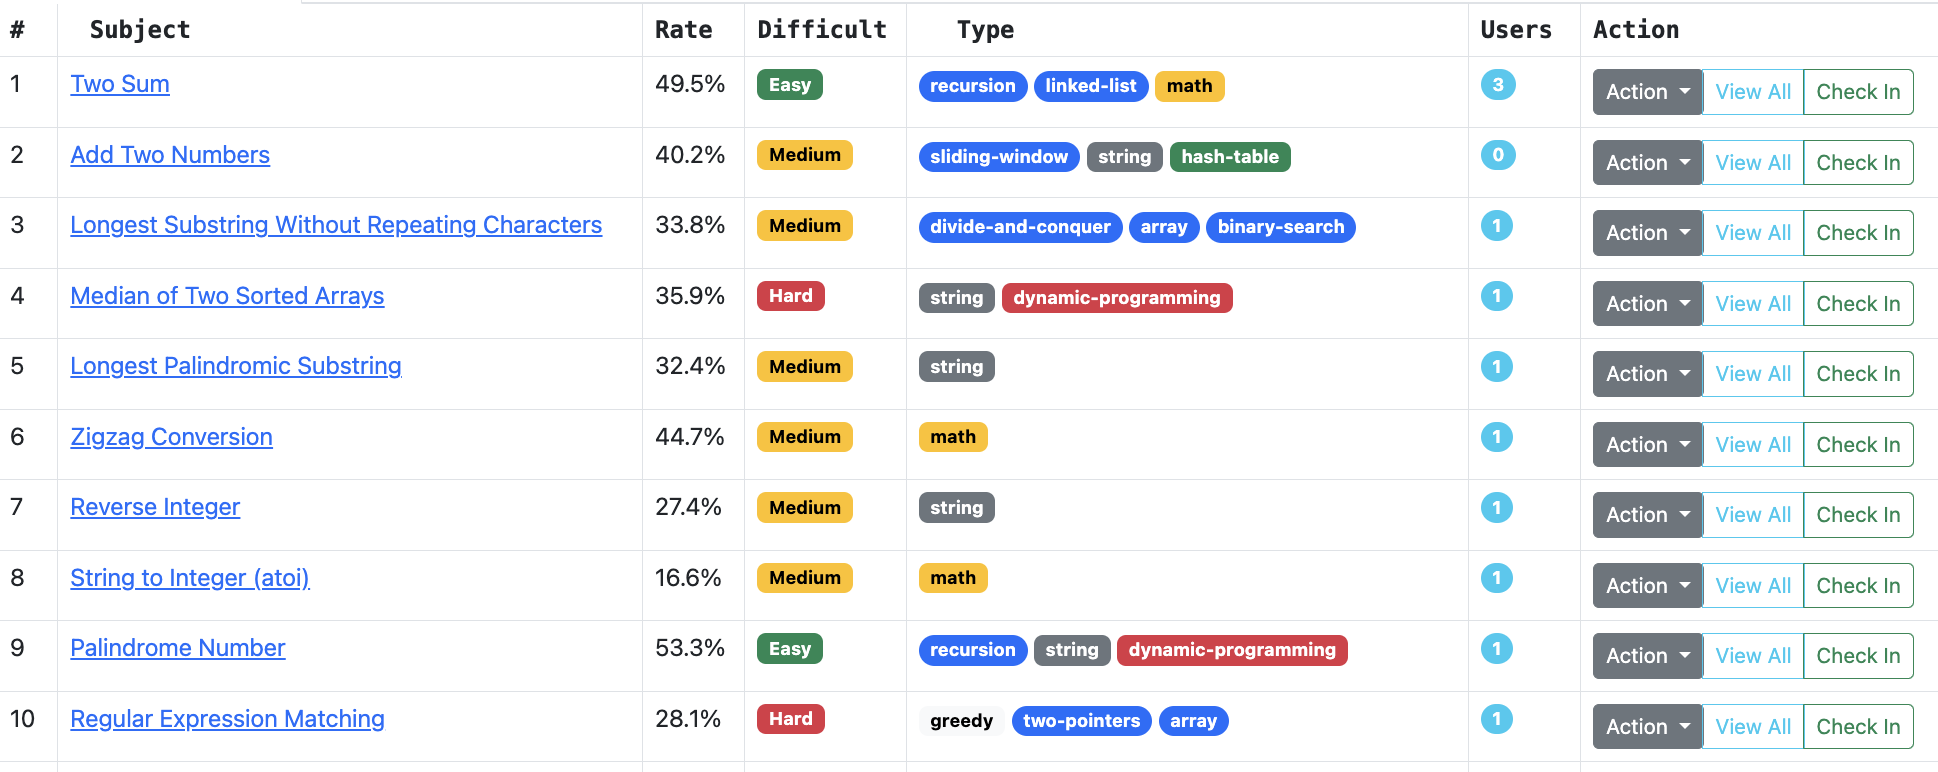 # Subject Rate Difficult Type Users Action
1 Two Sum 49.5% Easy recursion linked-list math 3 Action View All Check In
2 Add Two Numbers 40.2% Medium sliding-window string hash-table 0 Action View All Check In
3 Longest Substring Without Repeating Characters 33.8% Medium divide-and-conquer array binary-search 1 Action View All Check In
4 Median of Two Sorted Arrays 35.9% Hard string dynamic-programming 1 Action View All Check In
5 Longest Palindromic Substring 32.4% Medium string 1 Action View All Check In
6 Zigzag Conversion 44.7% Medium math 1 Action View All Check In
7 Reverse Integer 27.4% Medium string 1 Action View All Check In
8 String to Integer (atoi) 16.6% Medium math 1 Action View All Check In
9 Palindrome Number 53.3% Easy recursion string dynamic-programming 1 Action View All Check In
10 Regular Expression Matching 28.1% Hard greedy two-pointers array 1 Action View All Check In